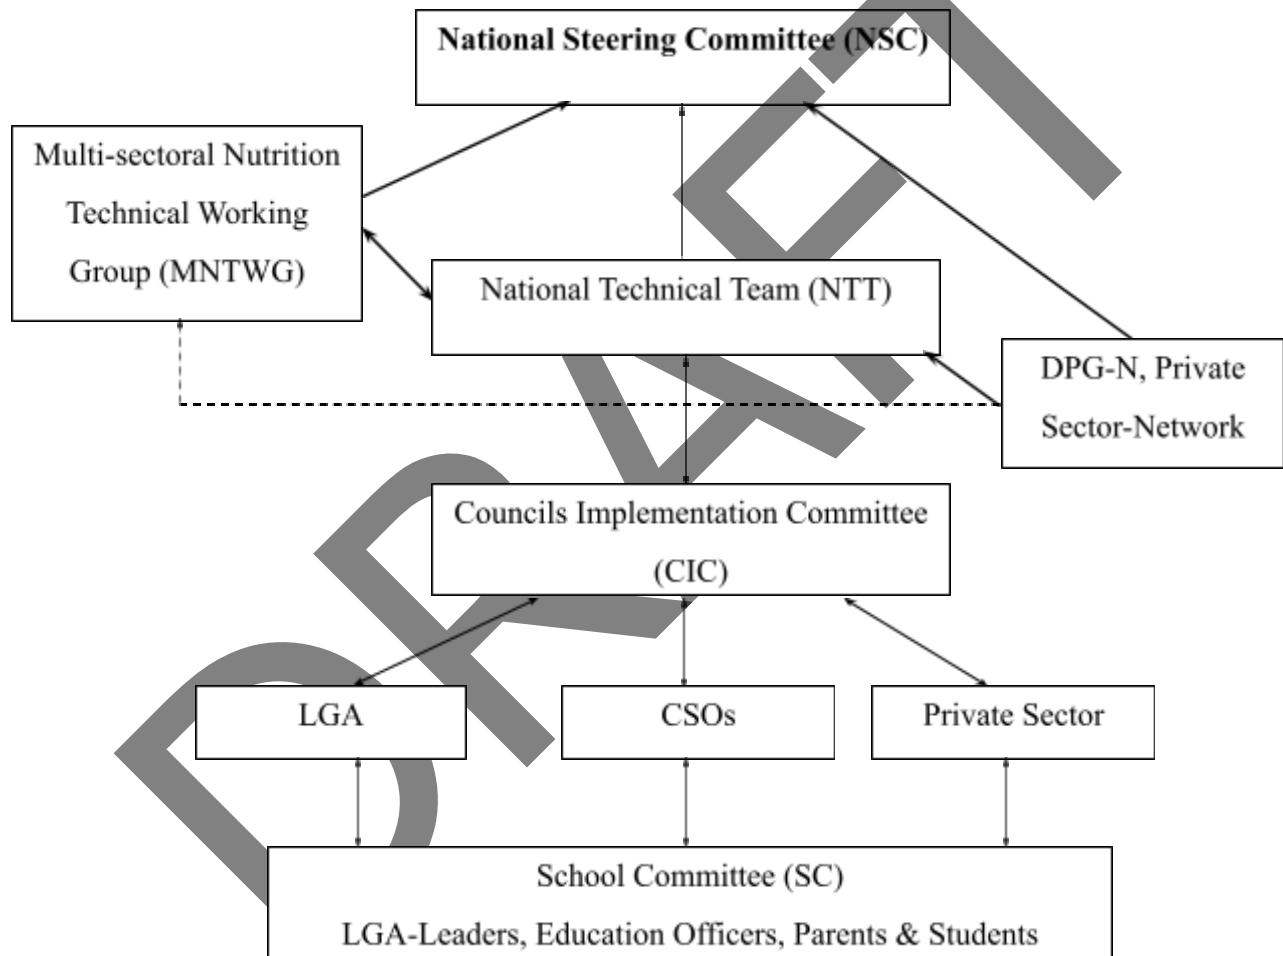 National Steering Committee (NSC)
Multi-sectoral Nutrition
Technical Working
Group (MNTWG)
National Technical Team (NTT)
DPG-N, Private
Sector-Network
Councils Implementation Committee
(CIC)
LGA
CSOs
Private Sector
School Committee (SC)
LGA-Leaders, Education Officers, Parents & Students
DRAFT